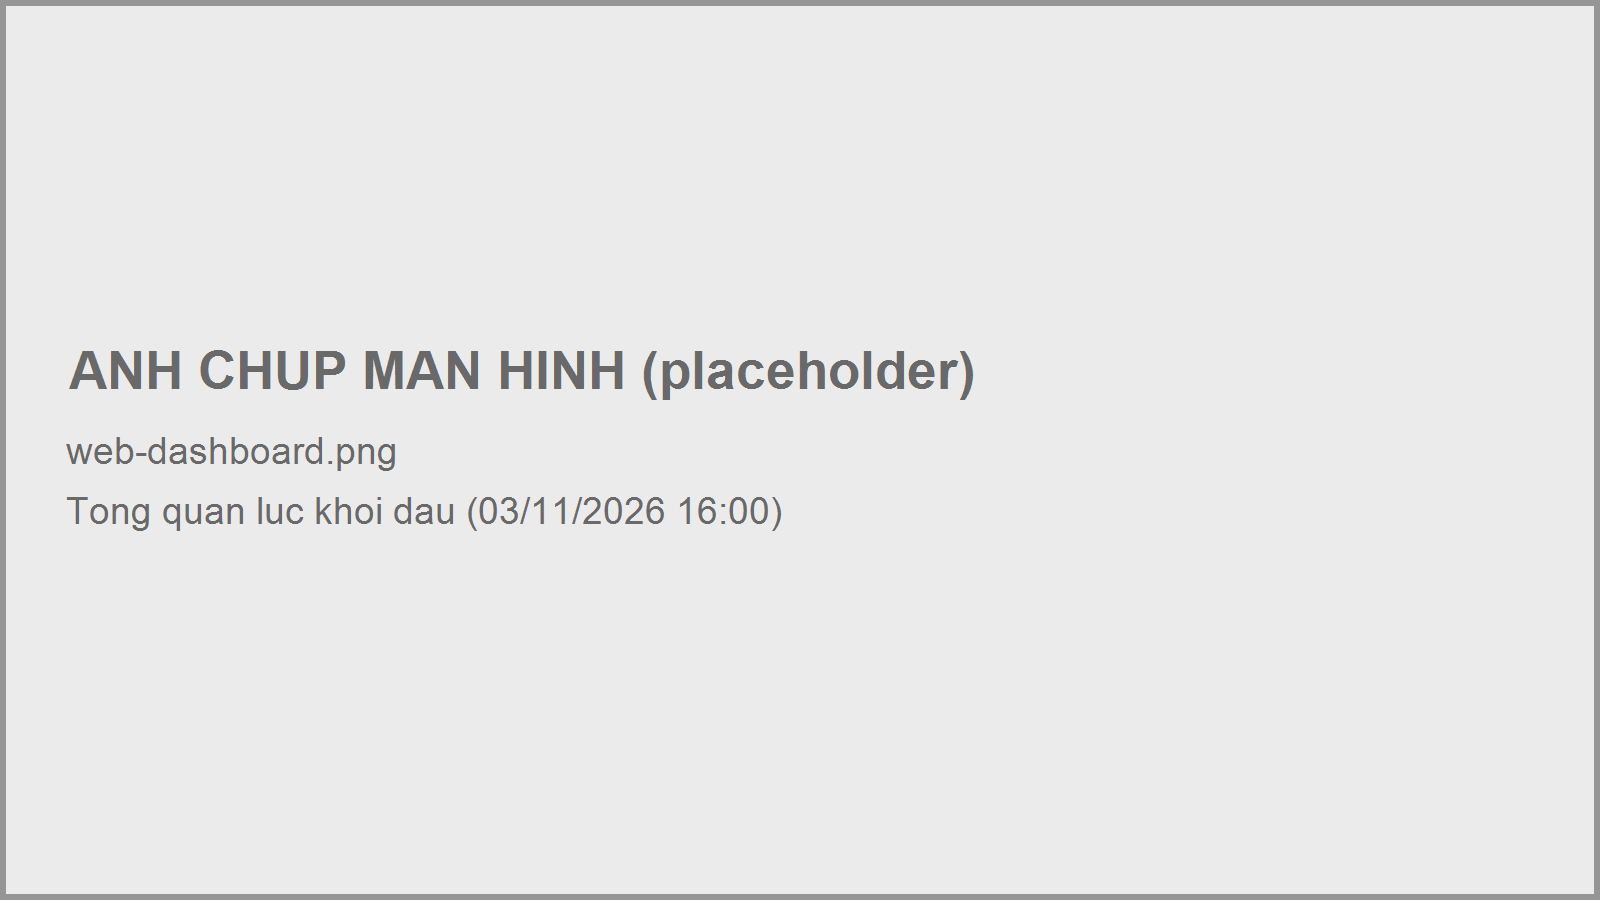 ANH CHUP MAN HINH (placeholder)
web-dashboard.png
Tong quan luc khoi dau (03/11/2026 16:00)